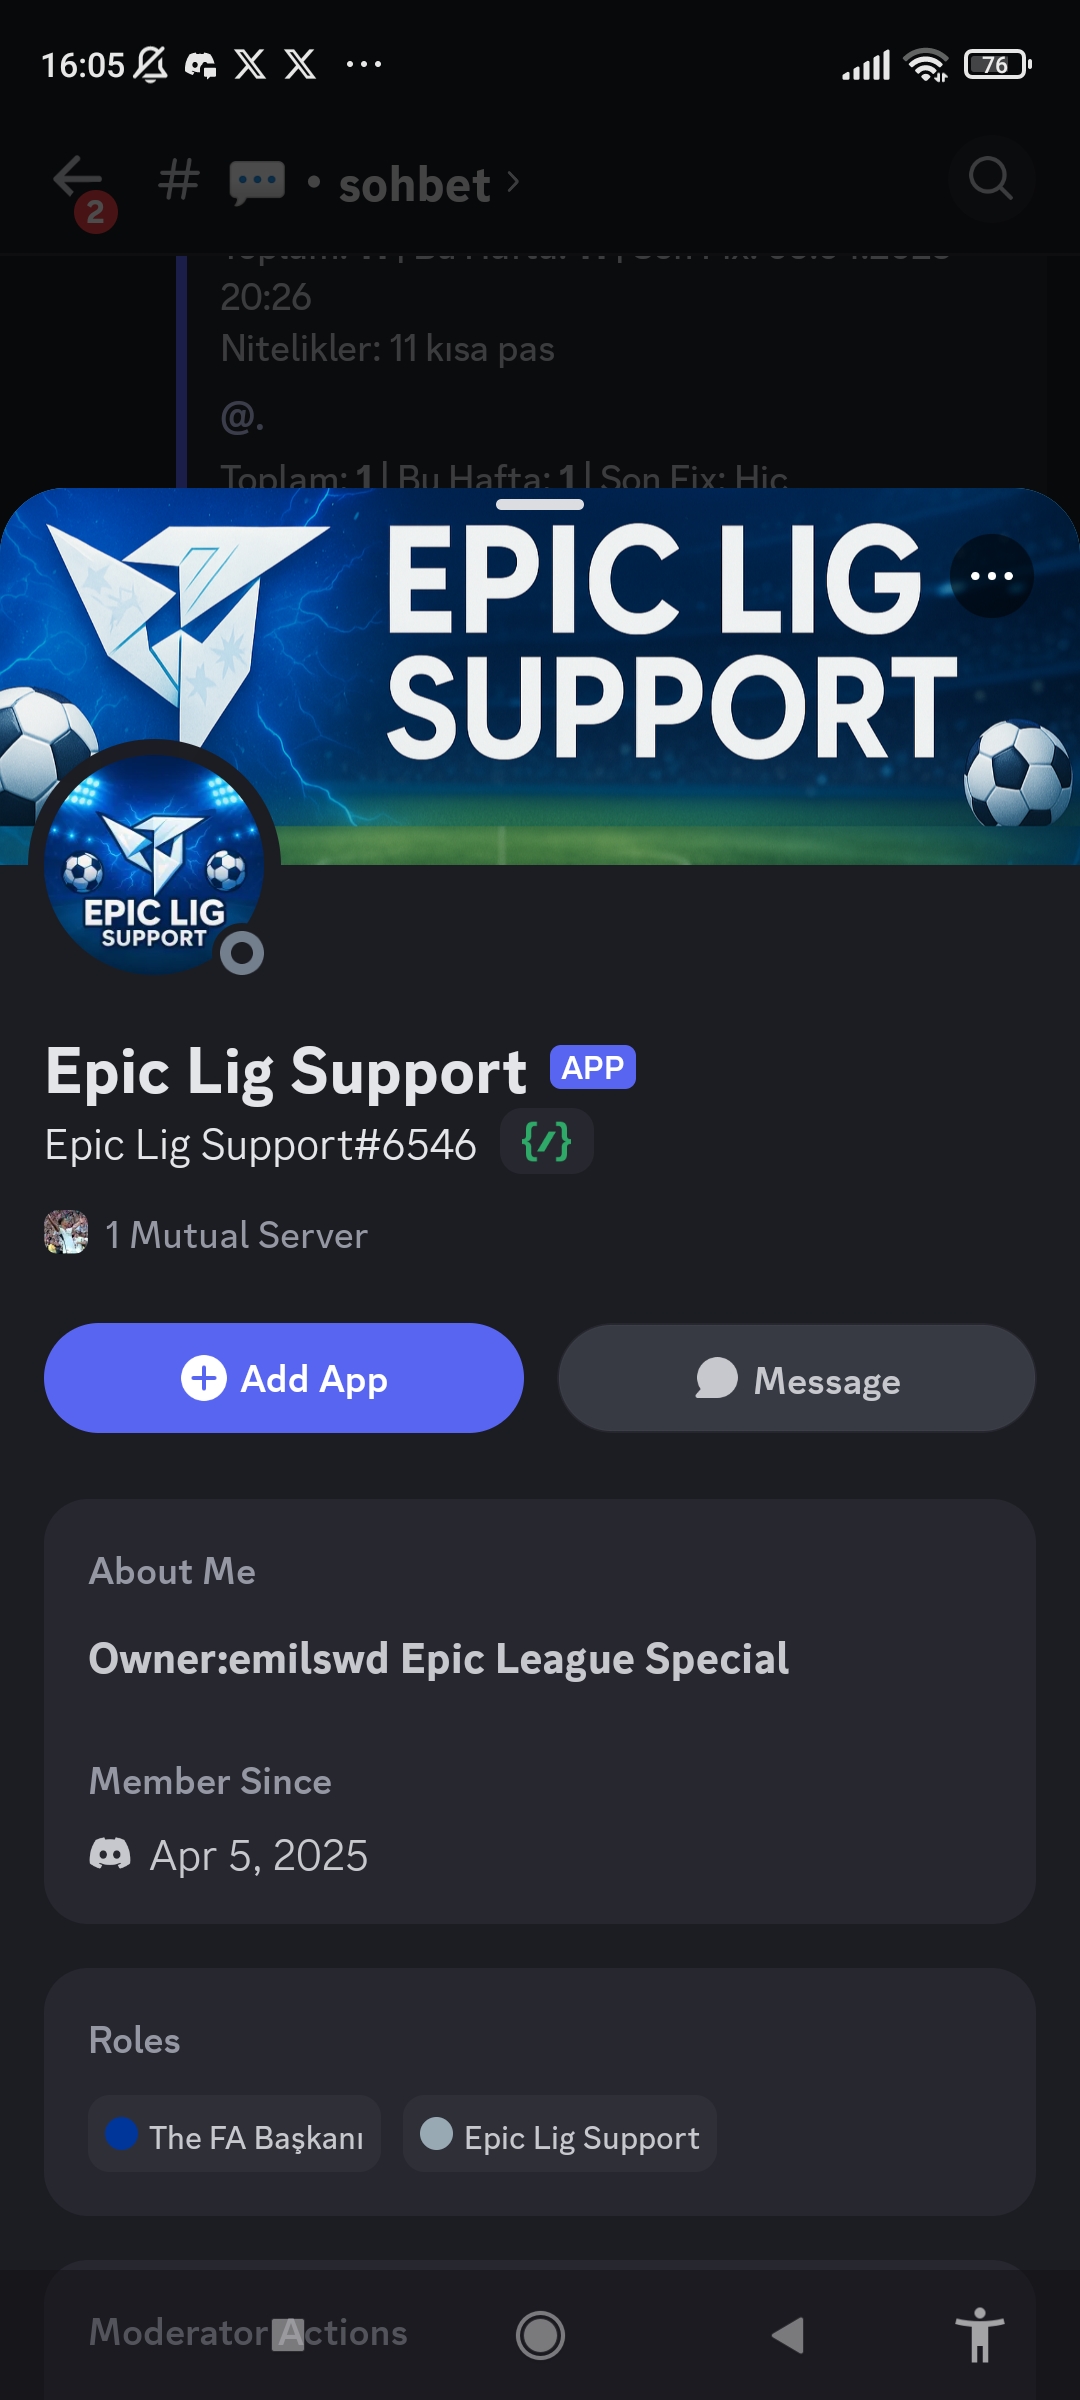 16:05
76
2
# • sohbet
20:26
Nitelikler: 11 kısa pas
@.
Toplam: 1 | Bu Hafta: 1 | Son Fix: Hiç
EPIC LIG
SUPPORT
EPIC LIG
SUPPORT
Epic Lig Support APP
Epic Lig Support#6546
1 Mutual Server
Add App
Message
About Me
Owner:emilswd Epic League Special
Member Since
Apr 5, 2025
Roles
The FA Başkanı
Epic Lig Support
Moderator Actions